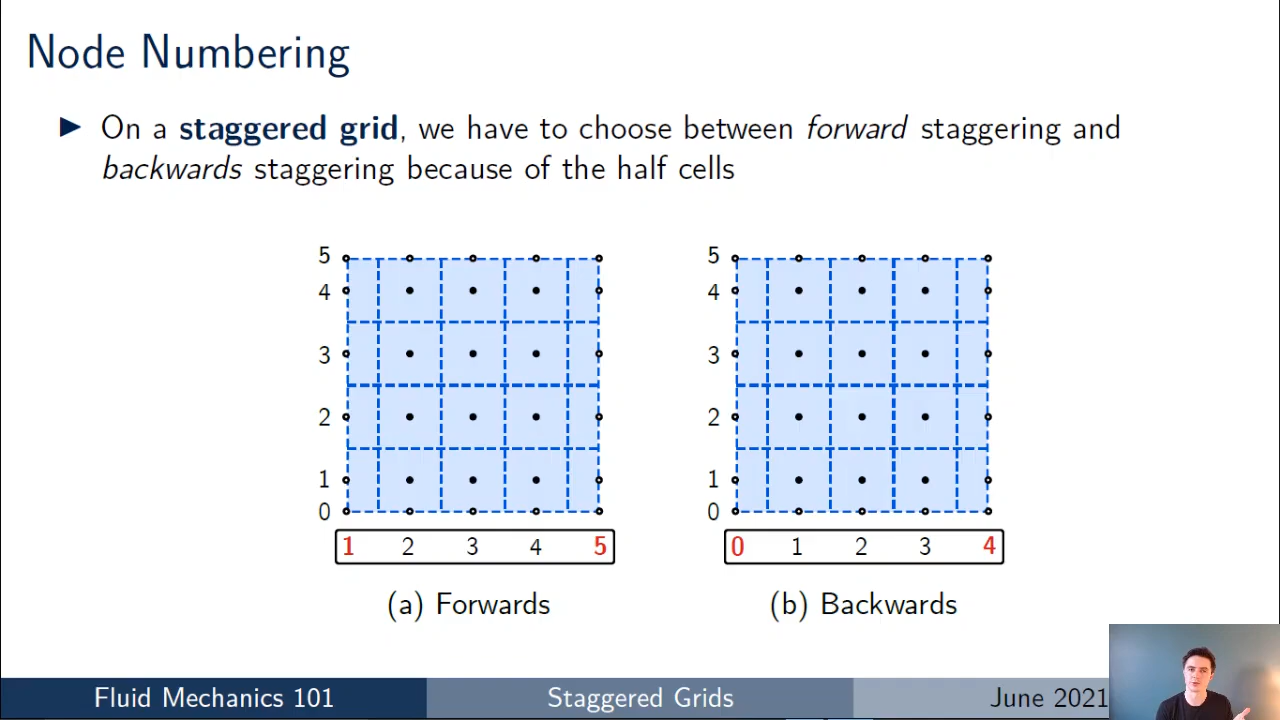 Node Numbering
▶ On a staggered grid, we have to choose between forward staggering and
backwards staggering because of the half cells
5
4
3
2
1
0
1 2 3 4 5
(a) Forwards
5
4
3
2
1
0
0 1 2 3 4
(b) Backwards
Fluid Mechanics 101
Staggered Grids
June 2021